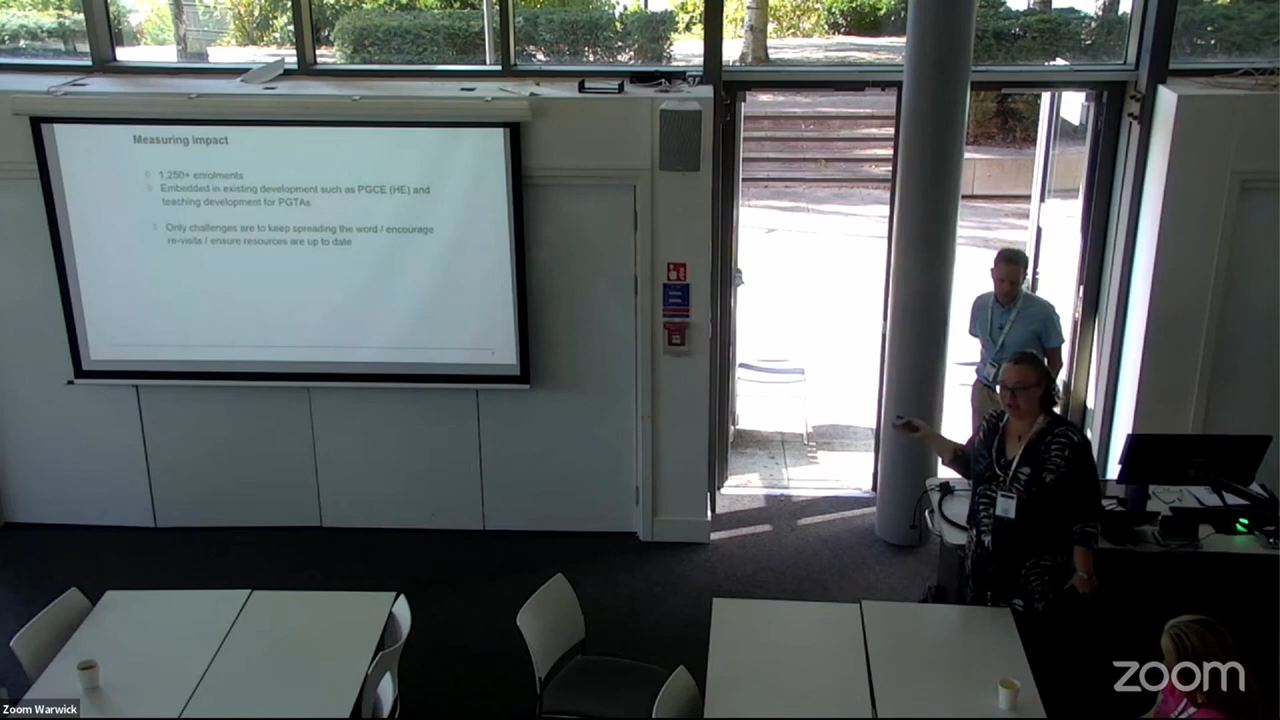 Measuring impact
1,250+ enrolments
Embedded in existing development such as PGCE (HE) and
teaching development for PGTAs
Only challenges are to keep spreading the word / encourage
re-visits / ensure resources are up to date
zoom
Zoom Warwick